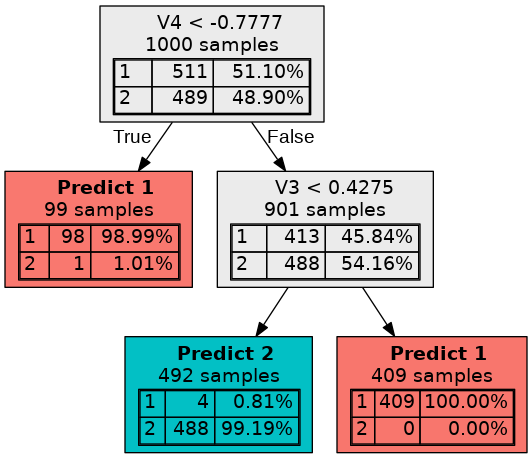 V4 < -0.7777
1000 samples
1 511 51.10%
2 489 48.90%
True False
Predict 1
99 samples
1 98 98.99%
2 1 1.01%
V3 < 0.4275
901 samples
1 413 45.84%
2 488 54.16%
Predict 2
492 samples
1 4 0.81%
2 488 99.19%
Predict 1
409 samples
1 409 100.00%
2 0 0.00%